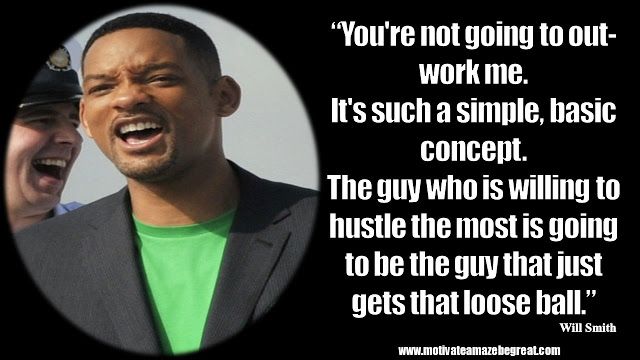 “You're not going to out-
work me.
It's such a simple, basic
concept.
The guy who is willing to
hustle the most is going
to be the guy that just
gets that loose ball.”
Will Smith
www.motivateamazebegreat.com